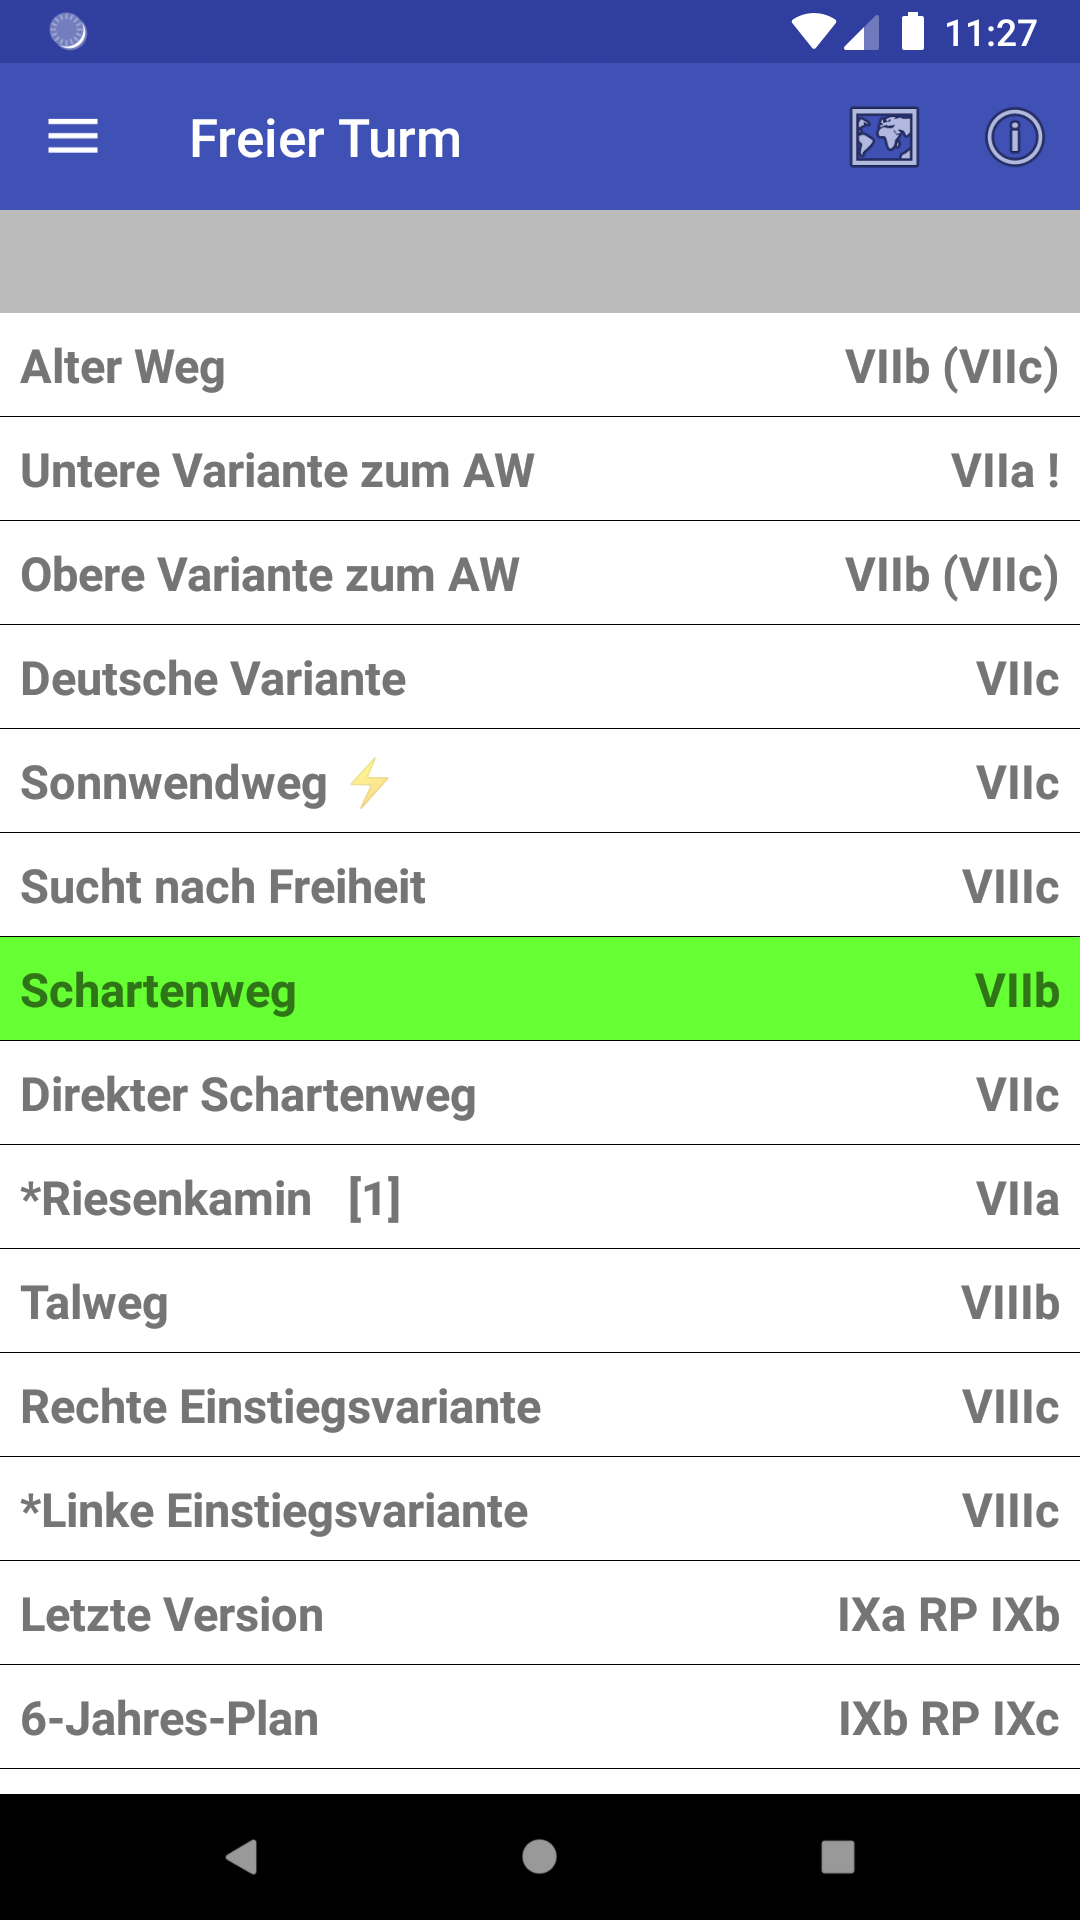 11:27
Freier Turm
Alter Weg VIIb (VIIc)
Untere Variante zum AW VIIa !
Obere Variante zum AW VIIb (VIIc)
Deutsche Variante VIIc
Sonnwendweg ⚡ VIIc
Sucht nach Freiheit VIIIc
Schartenweg VIIb
Direkter Schartenweg VIIc
*Riesenkamin [1] VIIa
Talweg VIIIb
Rechte Einstiegsvariante VIIIc
*Linke Einstiegsvariante VIIIc
Letzte Version IXa RP IXb
6-Jahres-Plan IXb RP IXc